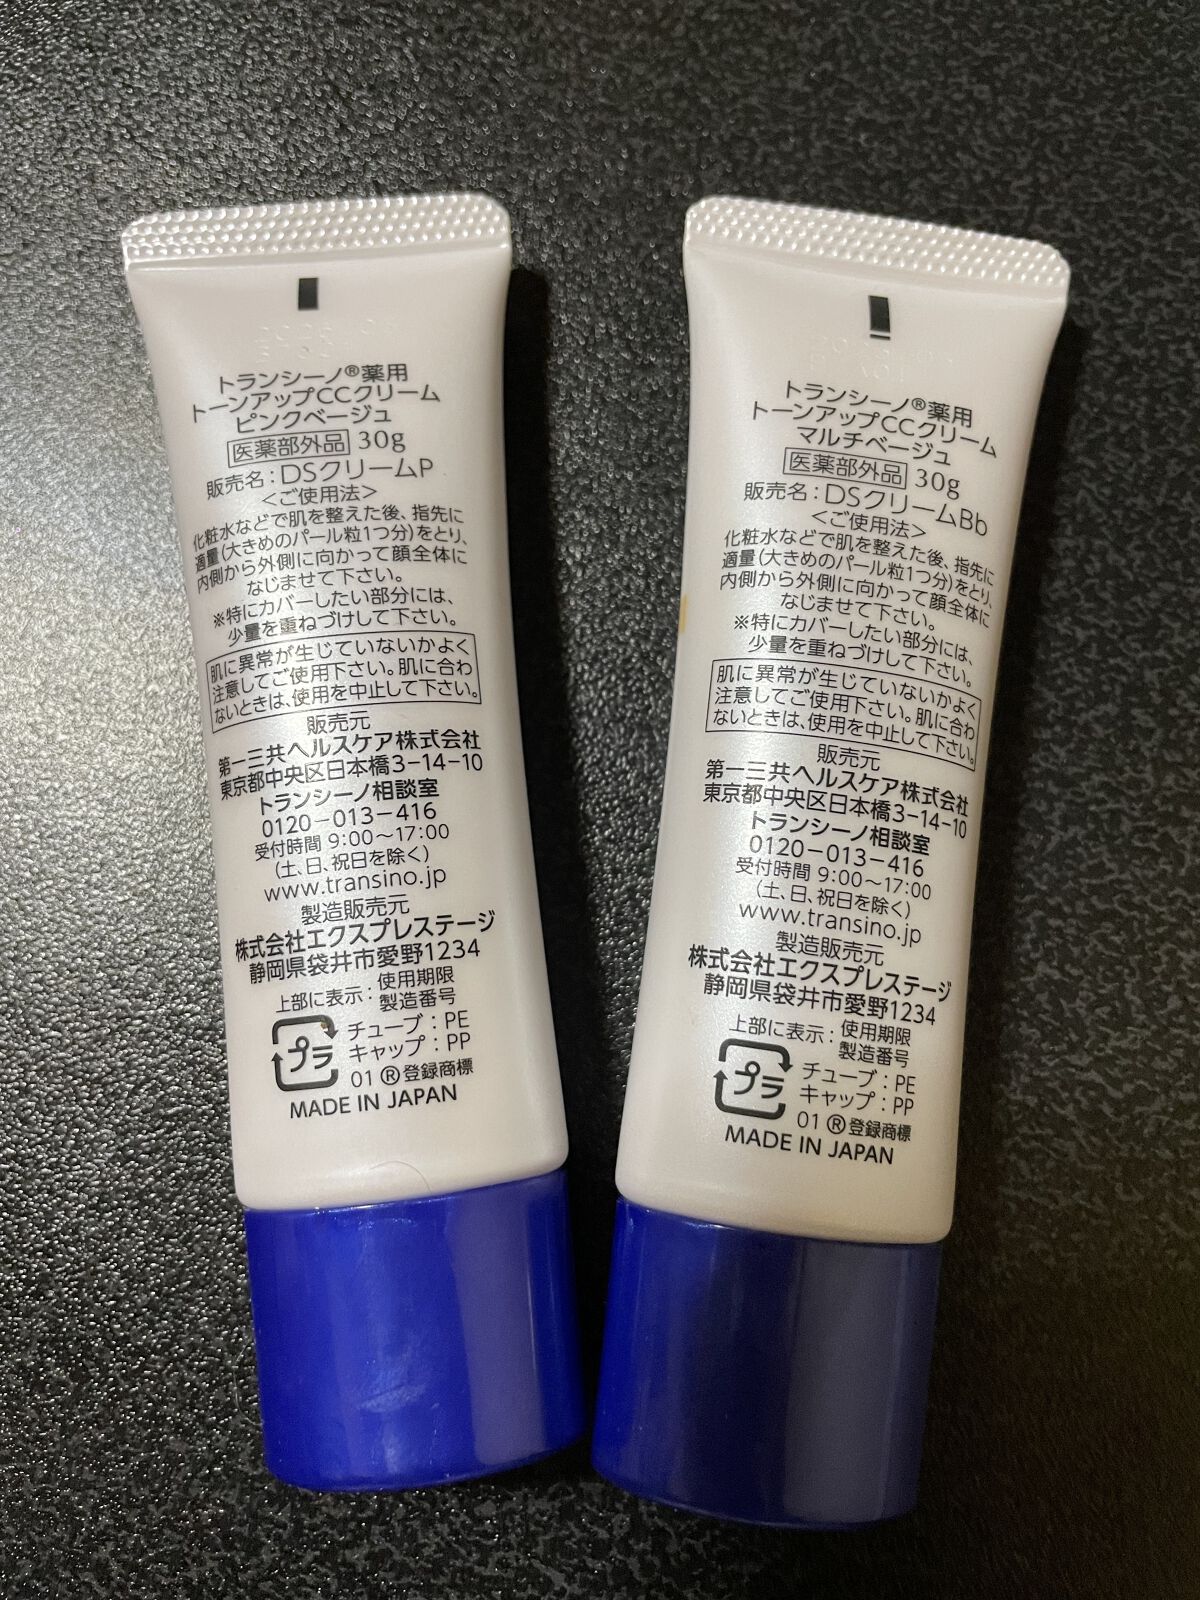 トランシーノ®薬用
トーンアップCCクリーム
ピンクベージュ
医薬部外品 30g
販売名：DSクリームP
＜ご使用法＞
化粧水などで肌を整えた後、指先に
適量(大きめのパール粒1つ分)をとり、
内側から外側に向かって顔全体に
なじませて下さい。
※特にカバーしたい部分には、
少量を重ねづけして下さい。
肌に異常が生じていないかよく
注意してご使用下さい。肌に合わ
ないときは、使用を中止して下さい。
販売元
第一三共ヘルスケア株式会社
東京都中央区日本橋3-14-10
トランシーノ相談室
0120-013-416
受付時間 9:00～17:00
(土、日、祝日を除く)
www.transino.jp
製造販売元
株式会社エクスプレステージ
静岡県袋井市愛野1234
上部に表示：使用期限
製造番号
プラ
チューブ：PE
キャップ：PP
01 ®登録商標
MADE IN JAPAN
トランシーノ®薬用
トーンアップCCクリーム
マルチベージュ
医薬部外品 30g
販売名：DSクリームBb
＜ご使用法＞
化粧水などで肌を整えた後、指先に
適量(大きめのパール粒1つ分)をとり、
内側から外側に向かって顔全体に
なじませて下さい。
※特にカバーしたい部分には、
少量を重ねづけして下さい。
肌に異常が生じていないかよく
注意してご使用下さい。肌に合わ
ないときは、使用を中止して下さい。
販売元
第一三共ヘルスケア株式会社
東京都中央区日本橋3-14-10
トランシーノ相談室
0120-013-416
受付時間 9:00～17:00
(土、日、祝日を除く)
www.transino.jp
製造販売元
株式会社エクスプレステージ
静岡県袋井市愛野1234
上部に表示：使用期限
製造番号
プラ
チューブ：PE
キャップ：PP
01 ®登録商標
MADE IN JAPAN